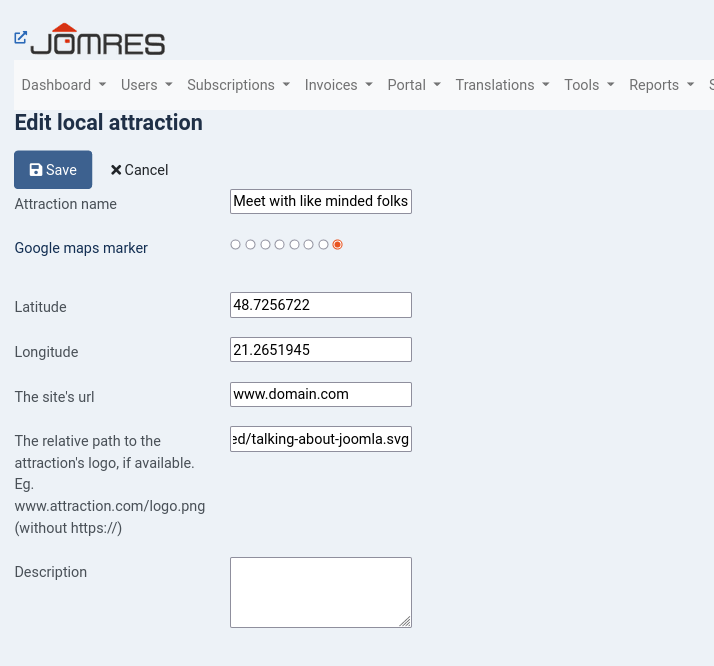 JOMRES
Dashboard Users Subscriptions Invoices Portal Translations Tools Reports S
Edit local attraction
Save Cancel
Attraction name Meet with like minded folks
Google maps marker
Latitude 48.7256722
Longitude 21.2651945
The site's url www.domain.com
The relative path to the ed/talking-about-joomla.svg
attraction's logo, if available.
Eg.
www.attraction.com/logo.png
(without https://)
Description